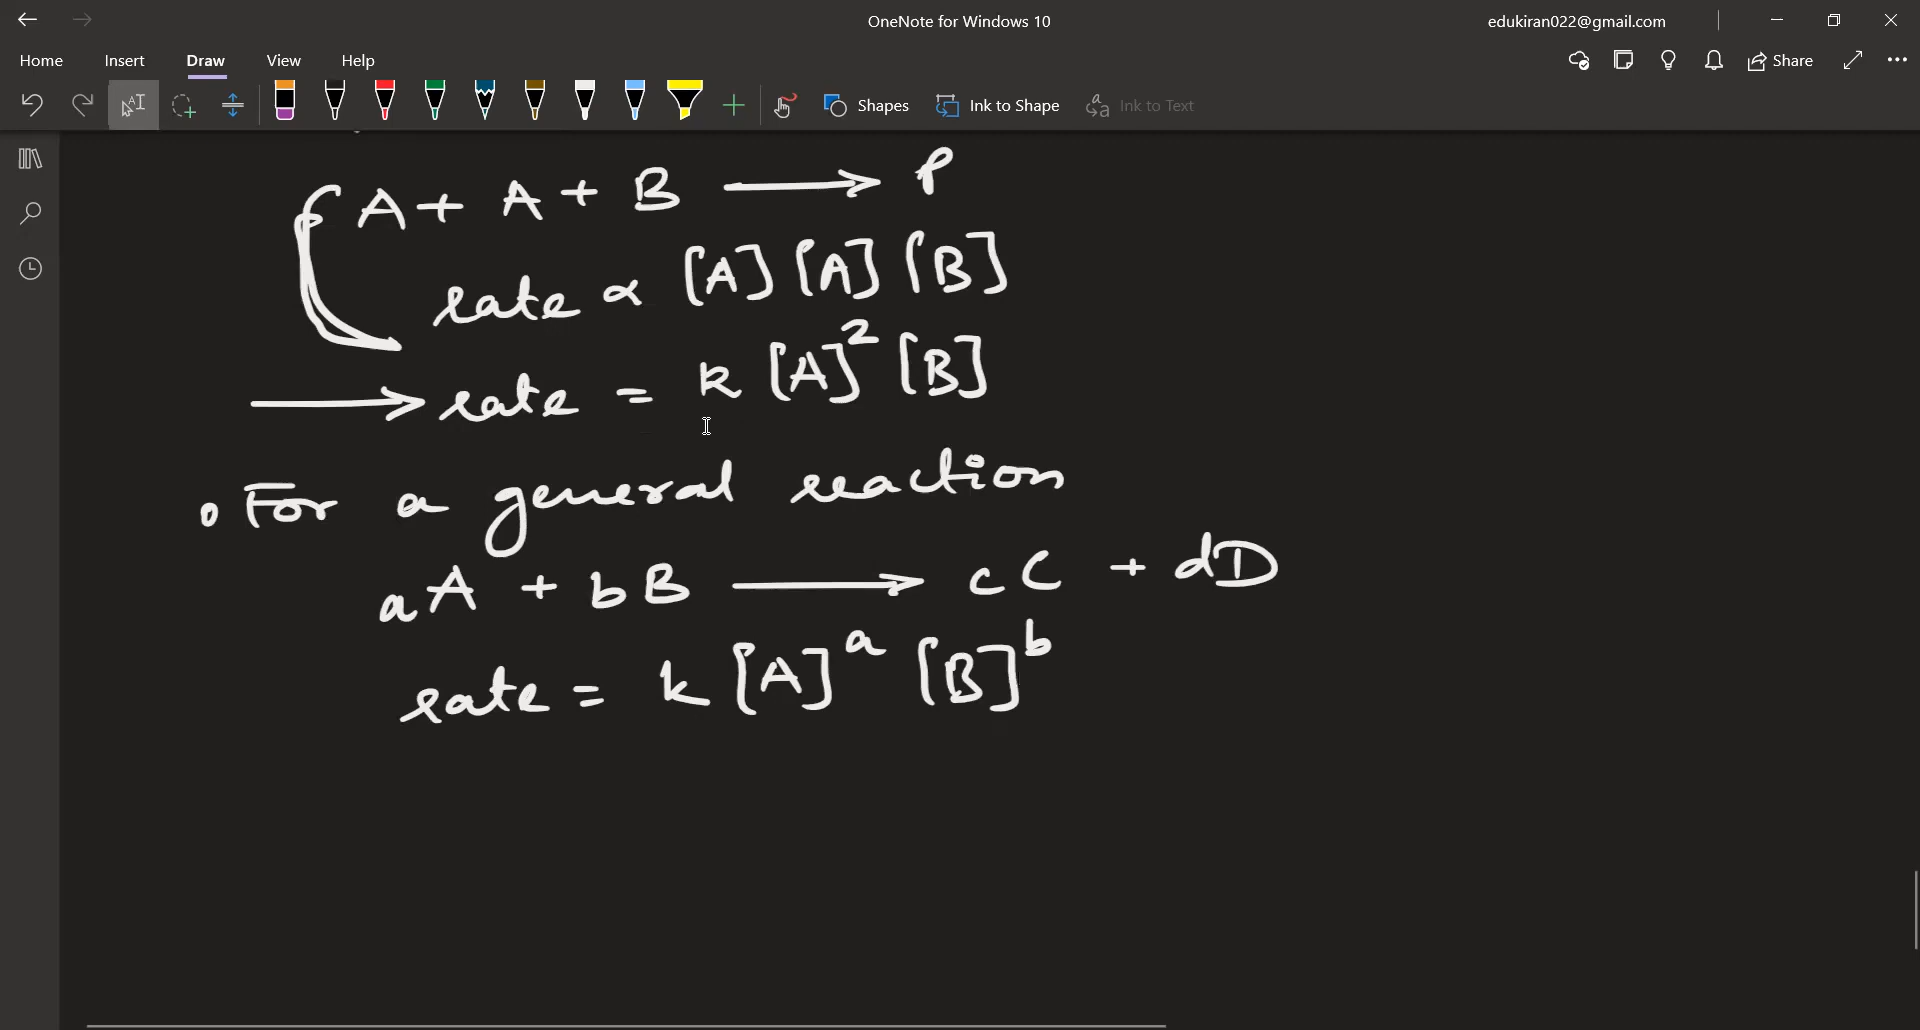 OneNote for Windows 10
edukiran022@gmail.com
Home Insert Draw View Help
Share
Shapes Ink to Shape Ink to Text
A + A + B ⟶ P
rate ∝ [A] [A] [B]
⟶ rate = k [A]² [B]
∘ For a general reaction
aA + bB ⟶ cC + dD
rate = k [A]ᵃ [B]ᵇ